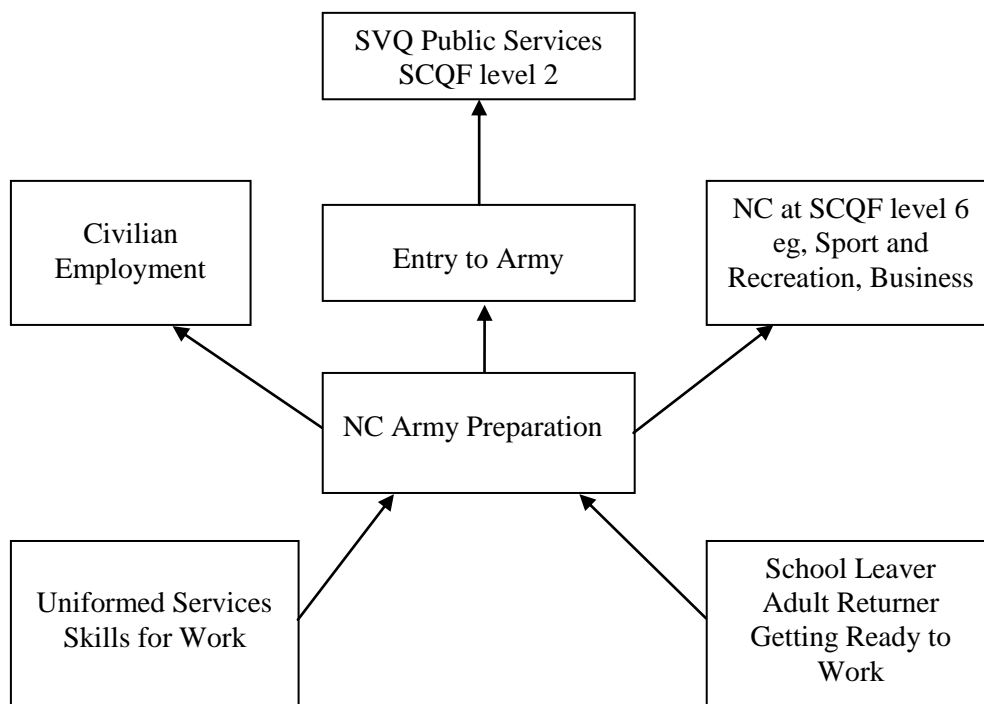 SVQ Public Services
SCQF level 2
Civilian
Employment
Entry to Army
NC at SCQF level 6
eg, Sport and
Recreation, Business
NC Army Preparation
Uniformed Services
Skills for Work
School Leaver
Adult Returner
Getting Ready to
Work